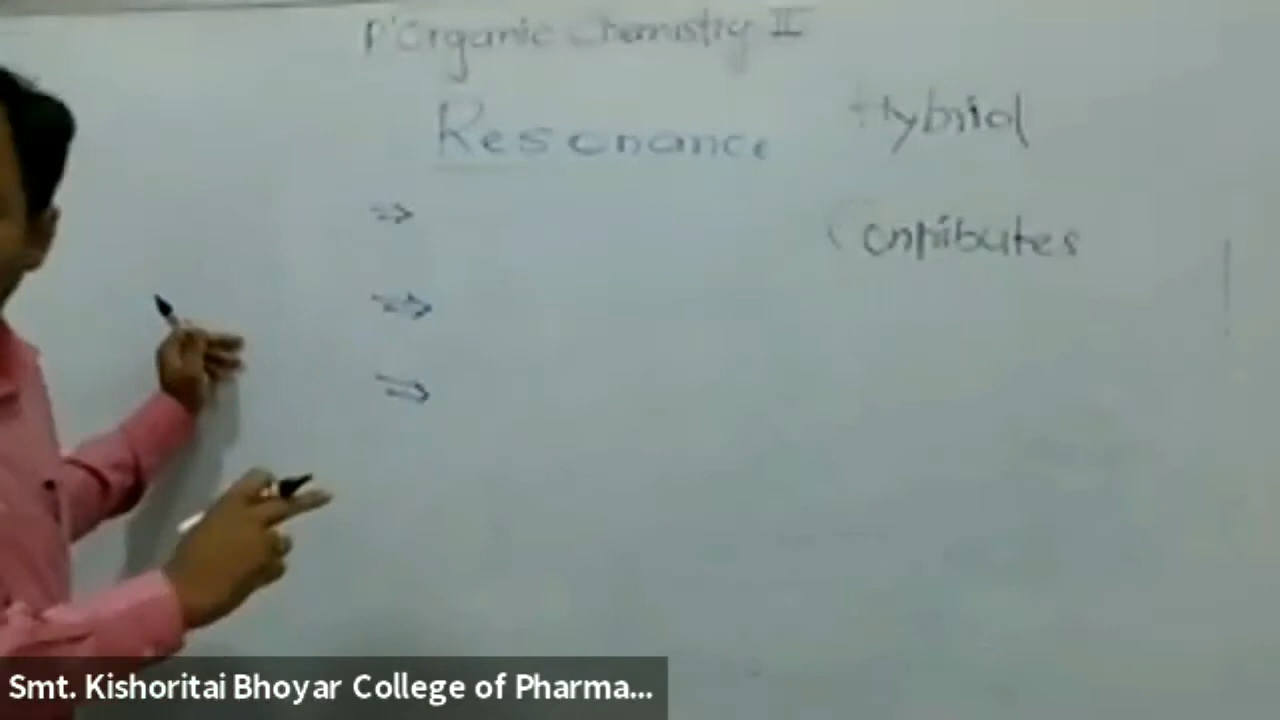 P'Organic Chemistry II
Resonance
Hybrid
Contributes
⇒
⇒
⇒
Smt. Kishoritai Bhoyar College of Pharma...